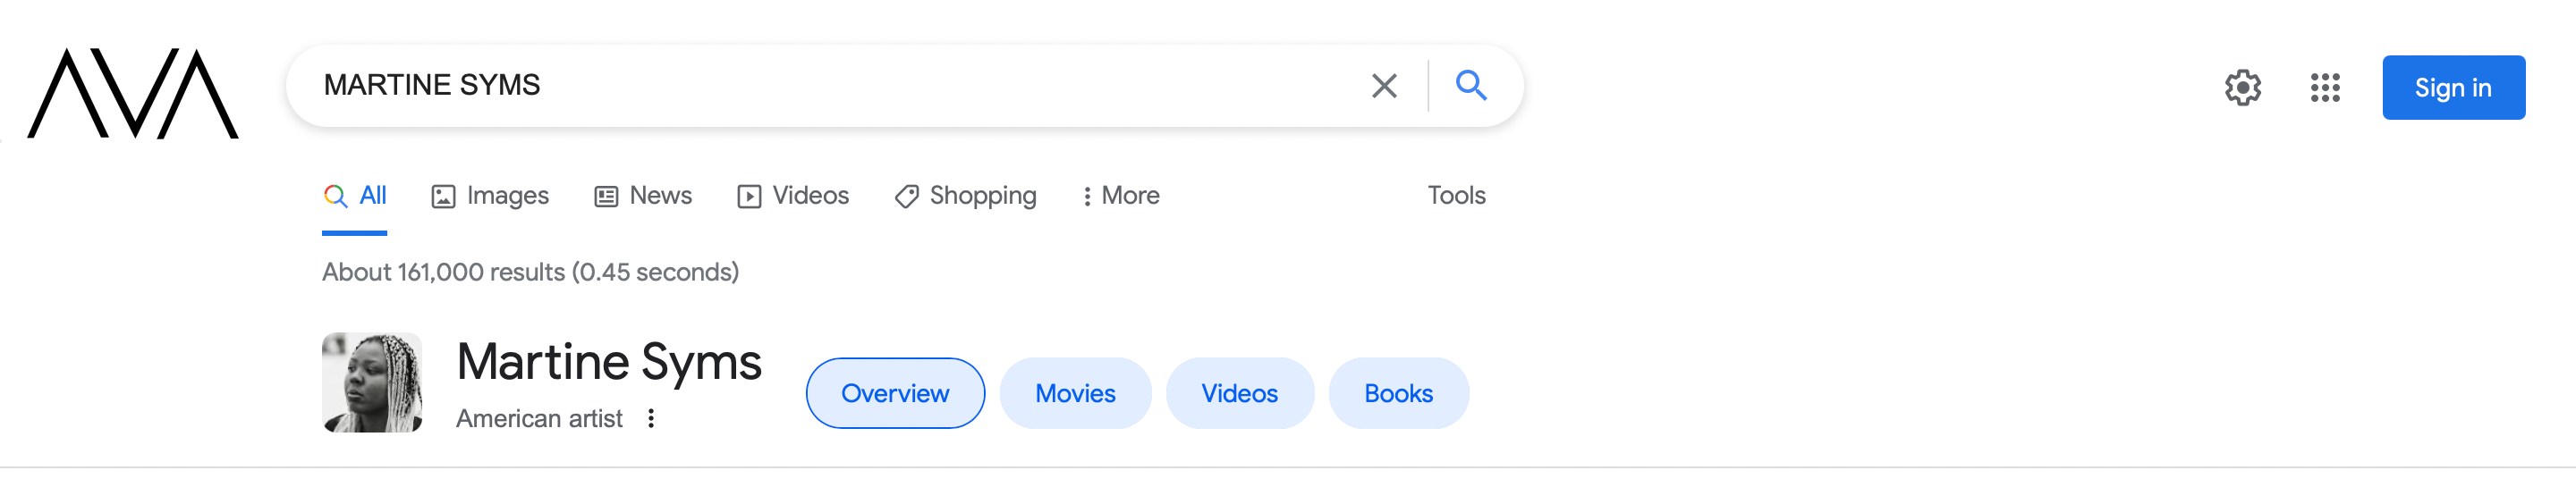 AVA
MARTINE SYMS
Sign in
All Images News Videos Shopping More Tools
About 161,000 results (0.45 seconds)
Martine Syms
American artist
Overview Movies Videos Books